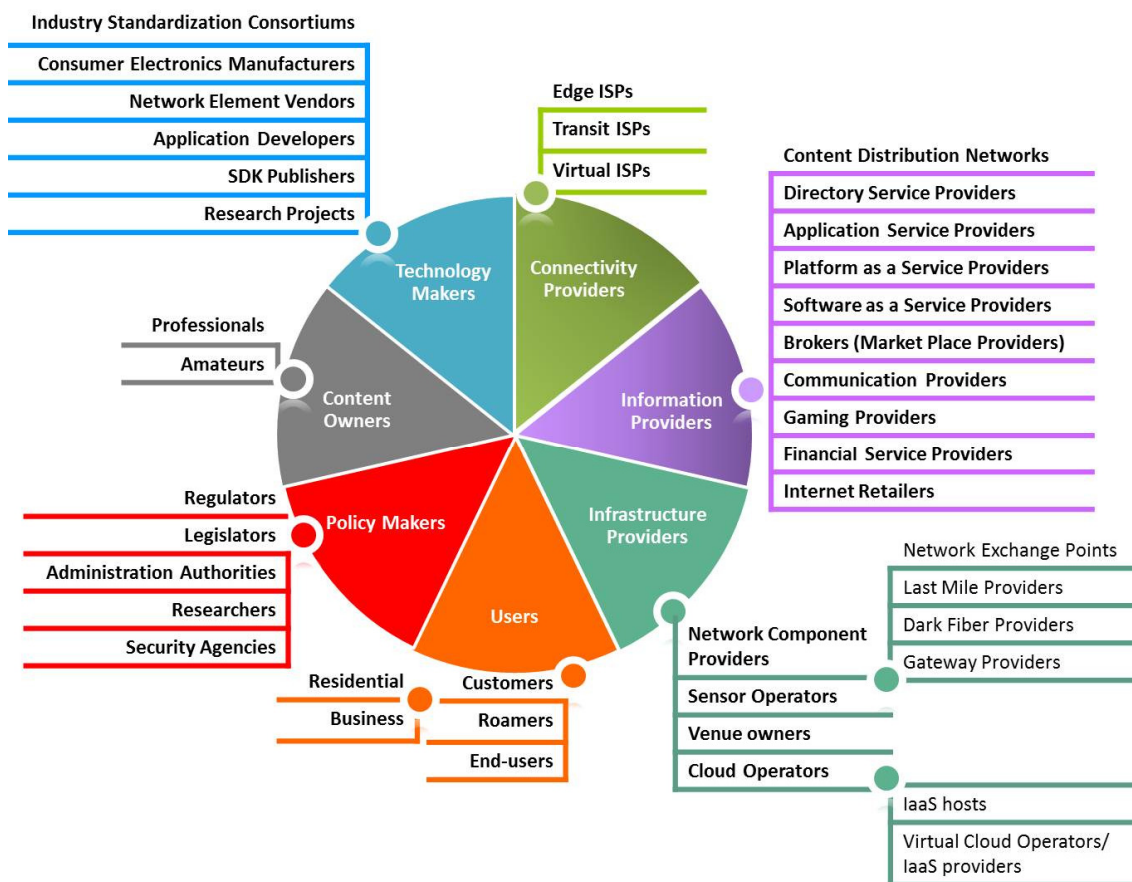 Industry Standardization Consortiums
Consumer Electronics Manufacturers
Network Element Vendors
Application Developers
SDK Publishers
Research Projects
Edge ISPs
Transit ISPs
Virtual ISPs
Content Distribution Networks
Directory Service Providers
Application Service Providers
Platform as a Service Providers
Software as a Service Providers
Brokers (Market Place Providers)
Communication Providers
Gaming Providers
Financial Service Providers
Internet Retailers
Technology
Makers
Connectivity
Providers
Professionals
Amateurs
Content
Owners
Information
Providers
Regulators
Legislators
Administration Authorities
Researchers
Security Agencies
Policy Makers
Users
Infrastructure
Providers
Residential
Business
Customers
Roamers
End-users
Network Component
Providers
Sensor Operators
Venue owners
Cloud Operators
Network Exchange Points
Last Mile Providers
Dark Fiber Providers
Gateway Providers
IaaS hosts
Virtual Cloud Operators/
IaaS providers